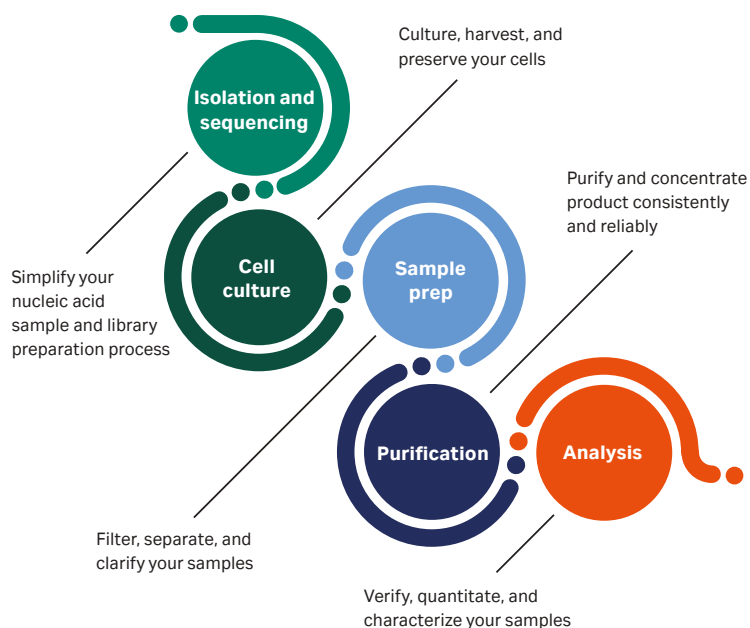 Culture, harvest, and
preserve your cells
Isolation and
sequencing
Purify and concentrate
product consistently
and reliably
Simplify your
nucleic acid
sample and library
preparation process
Cell
culture
Sample
prep
Purification
Analysis
Filter, separate, and
clarify your samples
Verify, quantitate, and
characterize your samples